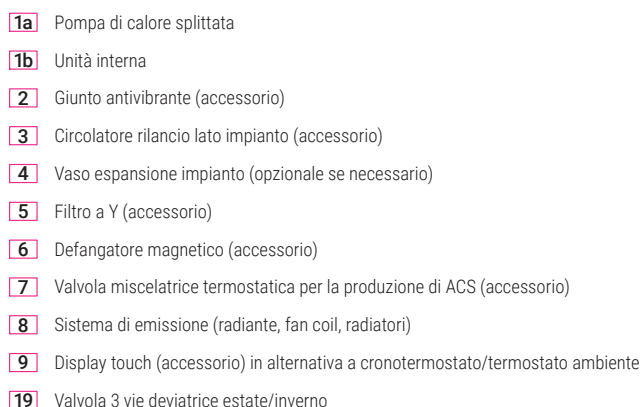 1a Pompa di calore splittata
1b Unità interna
2 Giunto antivibrante (accessorio)
3 Circolatore rilancio lato impianto (accessorio)
4 Vaso espansione impianto (opzionale se necessario)
5 Filtro a Y (accessorio)
6 Defangatore magnetico (accessorio)
7 Valvola miscelatrice termostatica per la produzione di ACS (accessorio)
8 Sistema di emissione (radiante, fan coil, radiatori)
9 Display touch (accessorio) in alternativa a cronotermostato/termostato ambiente
19 Valvola 3 vie deviatrice estate/inverno